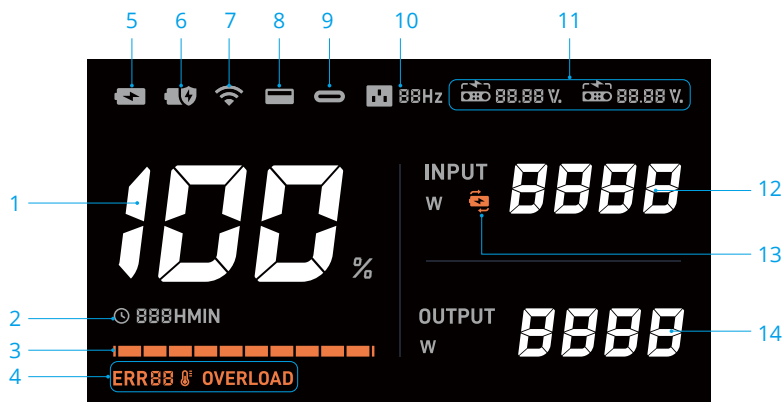 5 6 7 8 9 10 11
88Hz 88.88 V. 88.88 V.
1 100 %
INPUT
W 8888 12
13
2 888HMIN
3
OUTPUT
W 8888 14
4 ERR88 OVERLOAD